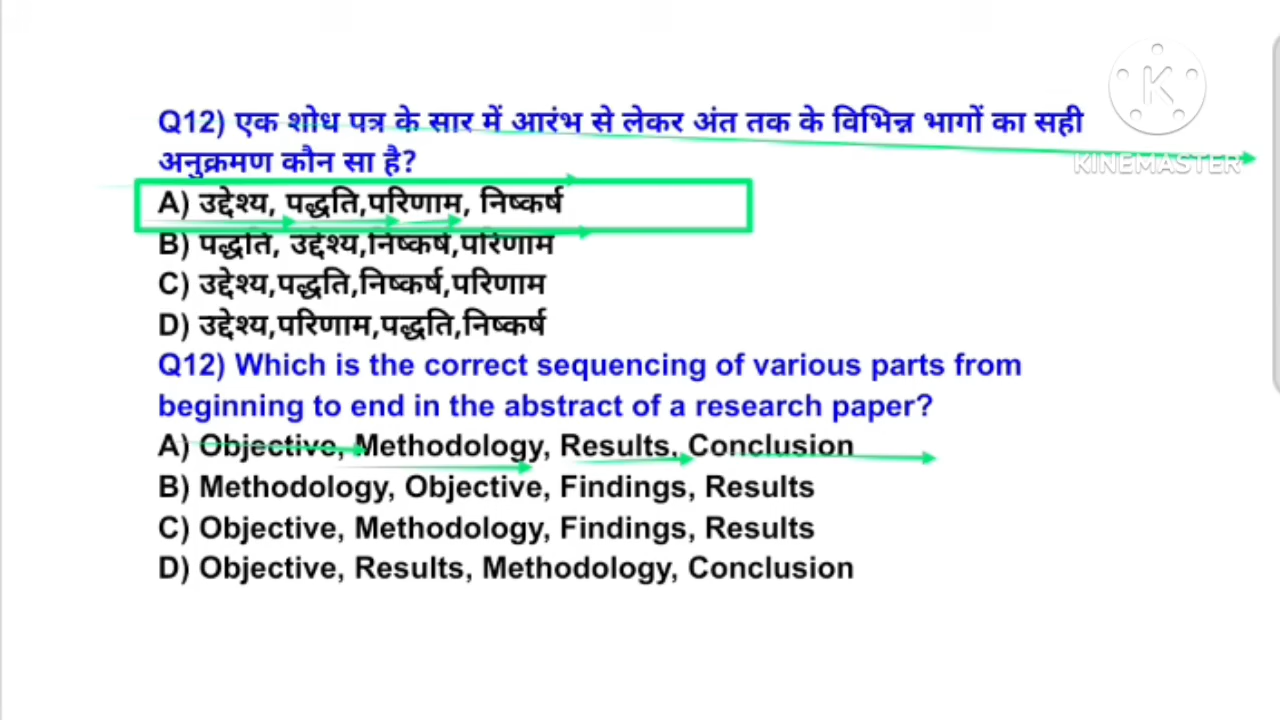 Q12) एक शोध पत्र के सार में आरंभ से लेकर अंत तक के विभिन्न भागों का सही
अनुक्रमण कौन सा है?
A) उद्देश्य, पद्धति,परिणाम, निष्कर्ष
B) पद्धति, उद्देश्य,निष्कर्ष,परिणाम
C) उद्देश्य,पद्धति,निष्कर्ष,परिणाम
D) उद्देश्य,परिणाम,पद्धति,निष्कर्ष
Q12) Which is the correct sequencing of various parts from
beginning to end in the abstract of a research paper?
A) Objective, Methodology, Results, Conclusion
B) Methodology, Objective, Findings, Results
C) Objective, Methodology, Findings, Results
D) Objective, Results, Methodology, Conclusion
K
KINEMASTER